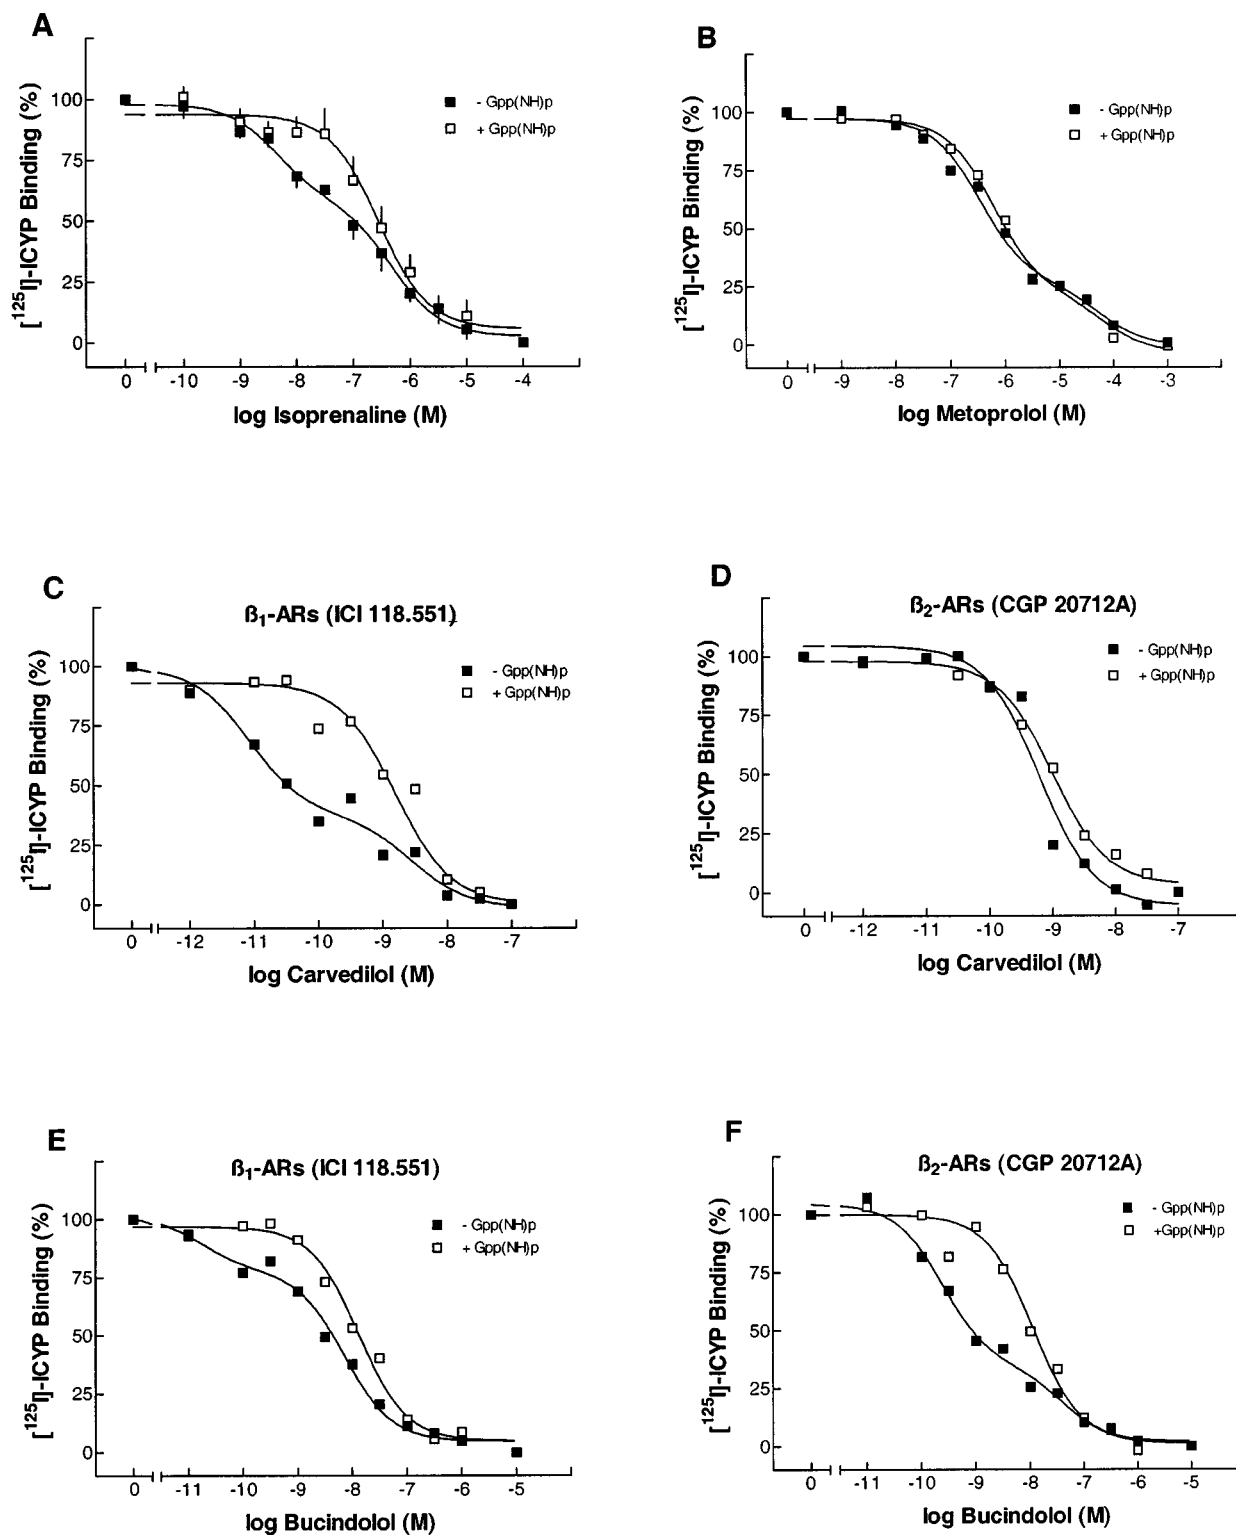 A
[125I]-ICYP Binding (%)
100
75
50
25
0
- Gpp(NH)p
+ Gpp(NH)p
0 -10 -9 -8 -7 -6 -5 -4
log Isoprenaline (M)
B
[125I]-ICYP Binding (%)
100
75
50
25
0
- Gpp(NH)p
+ Gpp(NH)p
0 -9 -8 -7 -6 -5 -4 -3
log Metoprolol (M)
C
ß1-ARs (ICI 118.551)
[125I]-ICYP Binding (%)
100
75
50
25
0
- Gpp(NH)p
+ Gpp(NH)p
0 -12 -11 -10 -9 -8 -7
log Carvedilol (M)
D
ß2-ARs (CGP 20712A)
[125I]-ICYP Binding (%)
100
75
50
25
0
- Gpp(NH)p
+ Gpp(NH)p
0 -12 -11 -10 -9 -8 -7
log Carvedilol (M)
E
ß1-ARs (ICI 118.551)
[125I]-ICYP Binding (%)
100
75
50
25
0
- Gpp(NH)p
+ Gpp(NH)p
0 -11 -10 -9 -8 -7 -6 -5
log Bucindolol (M)
F
ß2-ARs (CGP 20712A)
[125I]-ICYP Binding (%)
100
75
50
25
0
- Gpp(NH)p
+Gpp(NH)p
0 -11 -10 -9 -8 -7 -6 -5
log Bucindolol (M)